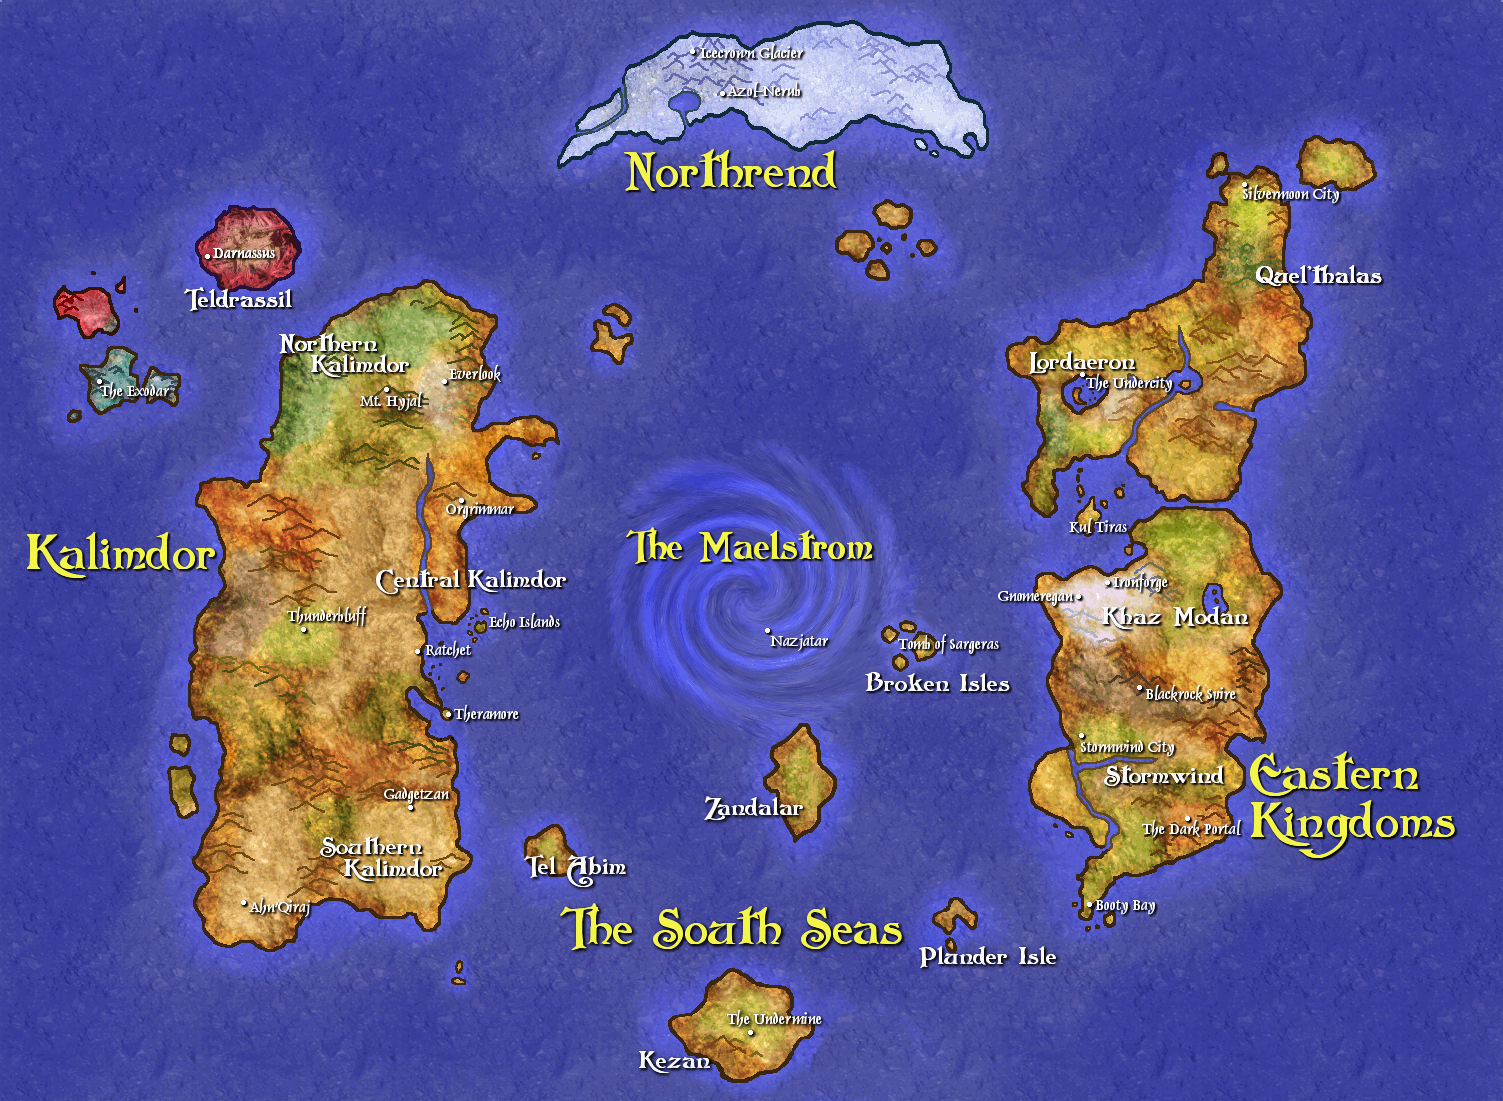 Icecrown Glacier
Azol-Nerub
Northrend
Silvermoon City
Quel'thalas
Darnassus
Teldrassil
Northern
Kalimdor
Everlook
Mt. Hyjal
The Exodar
Lordaeron
The Undercity
Orgrimmar
Kul Tiras
Kalimdor
The Maelstrom
Central Kalimdor
Ironforge
Gnomeregan
Khaz Modan
Thunderbluff
Echo Islands
Ratchet
Nazjatar
Tomb of Sargeras
Broken Isles
Blackrock Spire
Theramore
Stormwind City
Stormwind
Eastern
Kingdoms
Gadgetzan
Zandalar
The Dark Portal
Southern
Kalimdor
Tel Abim
Ahn'Qiraj
Booty Bay
The South Seas
Plunder Isle
The Undermine
Kezan